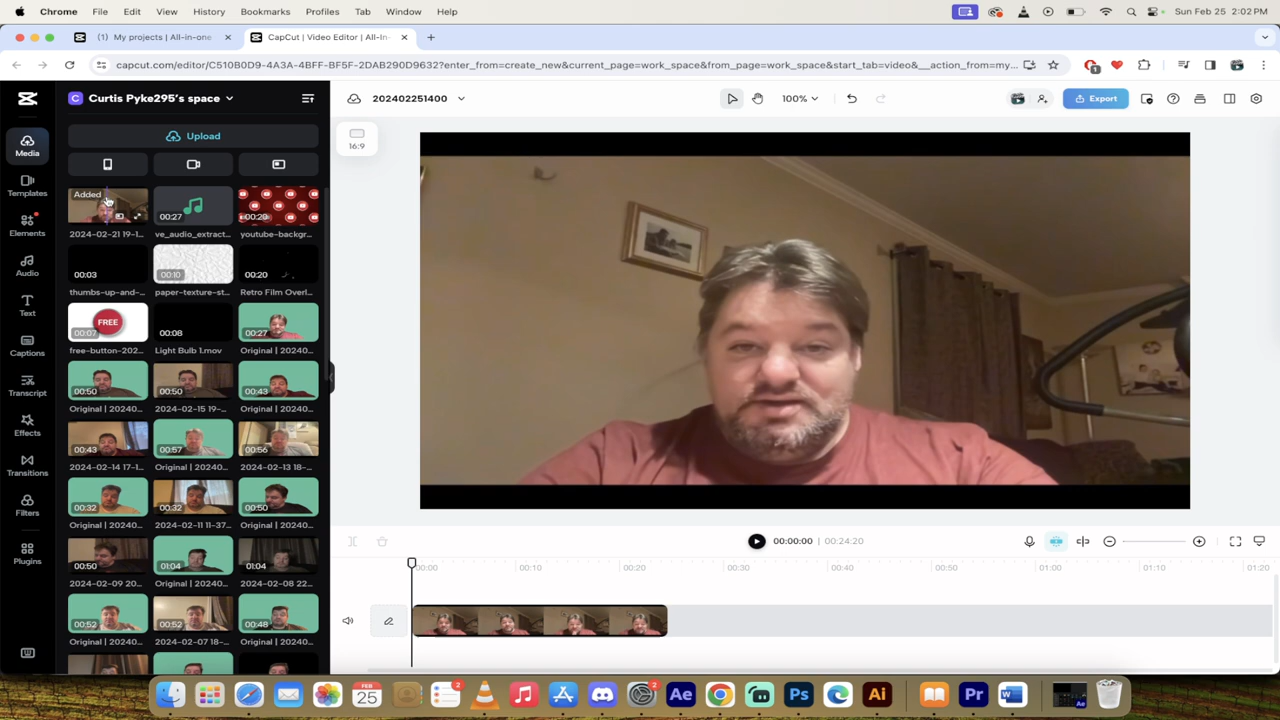 Chrome File Edit View History Bookmarks Profiles Tab Window Help Sun Feb 25 2:02 PM
(1) My projects | All-in-one CapCut | Video Editor | All-In-
capcut.com/editor/C510B0D9-4A3A-4BFF-BF5F-2DAB290D9632?enter_from=create_new&current_page=work_space&from_page=work_space&start_tab=video&__action_from=my...
1
C Curtis Pyke295's space
202402251400
100%
Export
Upload
16:9
Media
Templates
Elements
Audio
Text
Captions
Transcript
Effects
Transitions
Filters
Plugins
Added
00:27 00:29
2024-02-21 19-1... ve_audio_extract... youtube-backgr...
00:03 00:10 00:20
thumbs-up-and-... paper-texture-st... Retro Film Overl...
FREE
00:07 00:08 00:27
free-button-202... Light Bulb 1.mov Original | 20240...
00:50 00:50 00:43
Original | 20240... 2024-02-15 19-... Original | 20240...
00:43 00:57 00:56
2024-02-14 17-1... Original | 20240... 2024-02-13 18-...
00:32 00:32 00:50
Original | 20240... 2024-02-11 11-37... Original | 20240...
00:50 01:04 01:04
2024-02-09 20... Original | 20240... 2024-02-08 22...
00:52 00:52 00:48
Original | 20240... 2024-02-07 18-... Original | 20240...
00:00:00 | 00:24:20
00:00 00:10 00:20 00:30 00:40 00:50 01:00 01:10 01:20
FEB
25
2
2
Ae
Ps
Ai
Pr
W
Ae